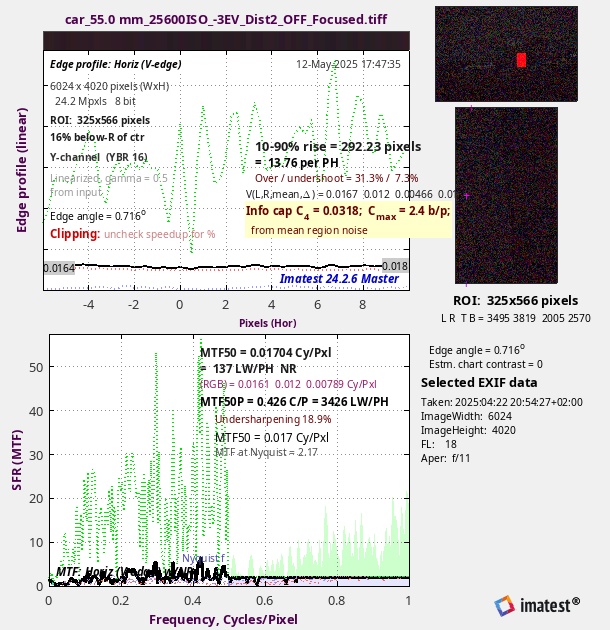 car_55.0 mm_25600ISO_-3EV_Dist2_OFF_Focused.tiff
Edge profile: Horiz (V-edge)
12-May-2025 17:47:35
6024 x 4020 pixels (WxH)
24.2 Mpxls 8 bit
ROI: 325x566 pixels
16% below-R of ctr
Y-channel (YBR 16)
Linearized, gamma = 0.5
From input
Edge angle = 0.716o
Clipping: uncheck speedup for %
10-90% rise = 292.23 pixels
= 13.76 per PH
Over / undershoot = 31.3% / 7.3%
V(L,R,mean,Δ) = 0.0167 0.012 0.00466 0.01
Info cap C4 = 0.0318; Cmax = 2.4 b/p;
from mean region noise
0.0164
0.018
Imatest 24.2.6 Master
Edge profile (linear)
-4 -2 0 2 4 6 8
Pixels (Hor)
MTF50 = 0.01704 Cy/Pxl
= 137 LW/PH NR
(RGB) = 0.0161 0.012 0.00789 Cy/Pxl
MTF50P = 0.426 C/P = 3426 LW/PH
Undersharpening 18.9%
MTF50 = 0.017 Cy/Pxl
MTF at Nyquist = 2.17
Nyquist f
MTF: Horiz
SFR (MTF)
50
40
30
20
10
0
0 0.2 0.4 0.6 0.8 1
Frequency, Cycles/Pixel
ROI: 325x566 pixels
L R T B = 3495 3819 2005 2570
Edge angle = 0.716o
Estm. chart contrast = 0
Selected EXIF data
Taken: 2025:04:22 20:54:27+02:00
ImageWidth: 6024
ImageHeight: 4020
FL: 18
Aper: f/11
imatest®